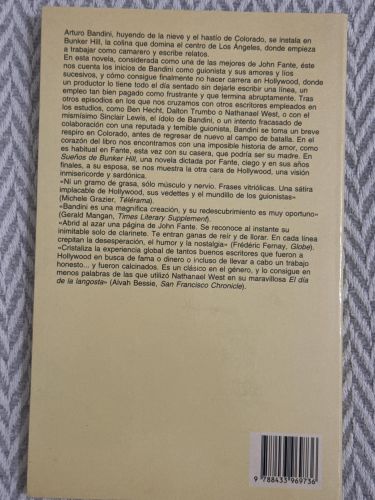 Arturo Bandini, huyendo de la nieve y el hastío de Colorado, se instala en
Bunker Hill, la colina que domina el centro de Los Ángeles, donde empieza
a trabajar como camarero y escribe relatos.
En esta novela, considerada como una de las mejores de John Fante, éste
nos cuenta los inicios de Bandini como guionista y sus amores y líos
sucesivos, y cómo consigue finalmente no hacer carrera en Hollywood, donde
un productor lo tiene todo el día sentado sin dejarle escribir una línea, un
empleo tan bien pagado como frustrante y que termina abruptamente. Tras
otros episodios en los que nos cruzamos con otros escritores empleados en
los estudios, como Ben Hecht, Dalton Trumbo o Nathanael West, o con el
mismísimo Sinclair Lewis, el ídolo de Bandini, o un intento fracasado de
colaboración con una reputada y temible guionista, Bandini se toma un breve
respiro en Colorado, antes de regresar de nuevo al campo de batalla. En el
corazón del libro nos encontramos con una imposible historia de amor, como
es habitual en Fante, esta vez con su casera, que podría ser su madre. En
Sueños de Bunker Hill, una novela dictada por Fante, ciego y en sus años
finales, a su esposa, se nos muestra la otra cara de Hollywood, una visión
inmisericorde y sardónica.
«Ni un gramo de grasa, sólo músculo y nervio. Frases vitriólicas. Una sátira
implacable de Hollywood, sus vedettes y el mundillo de los guionistas»
(Michele Grazier, Télérama).
«Bandini es una magnífica creación, y su redescubrimiento es muy oportuno»
(Gerald Mangan, Times Literary Supplement).
«Abrid al azar una página de John Fante. Se reconoce al instante su
inimitable solo de clarinete. Te entran ganas de reír y de llorar. En cada línea
crepitan la desesperación, el humor y la nostalgia» (Frédéric Ferney, Globe).
«Cristaliza la experiencia global de tantos buenos escritores que fueron a
Hollywood en busca de fama o dinero o incluso de llevar a cabo un trabajo
honesto... y fueron calcinados. Es un clásico en el género, y lo consigue en
menos palabras de las que utilizó Nathanael West en su maravillosa El día
de la langosta» (Alvah Bessie, San Francisco Chronicle).
9 788433 969736